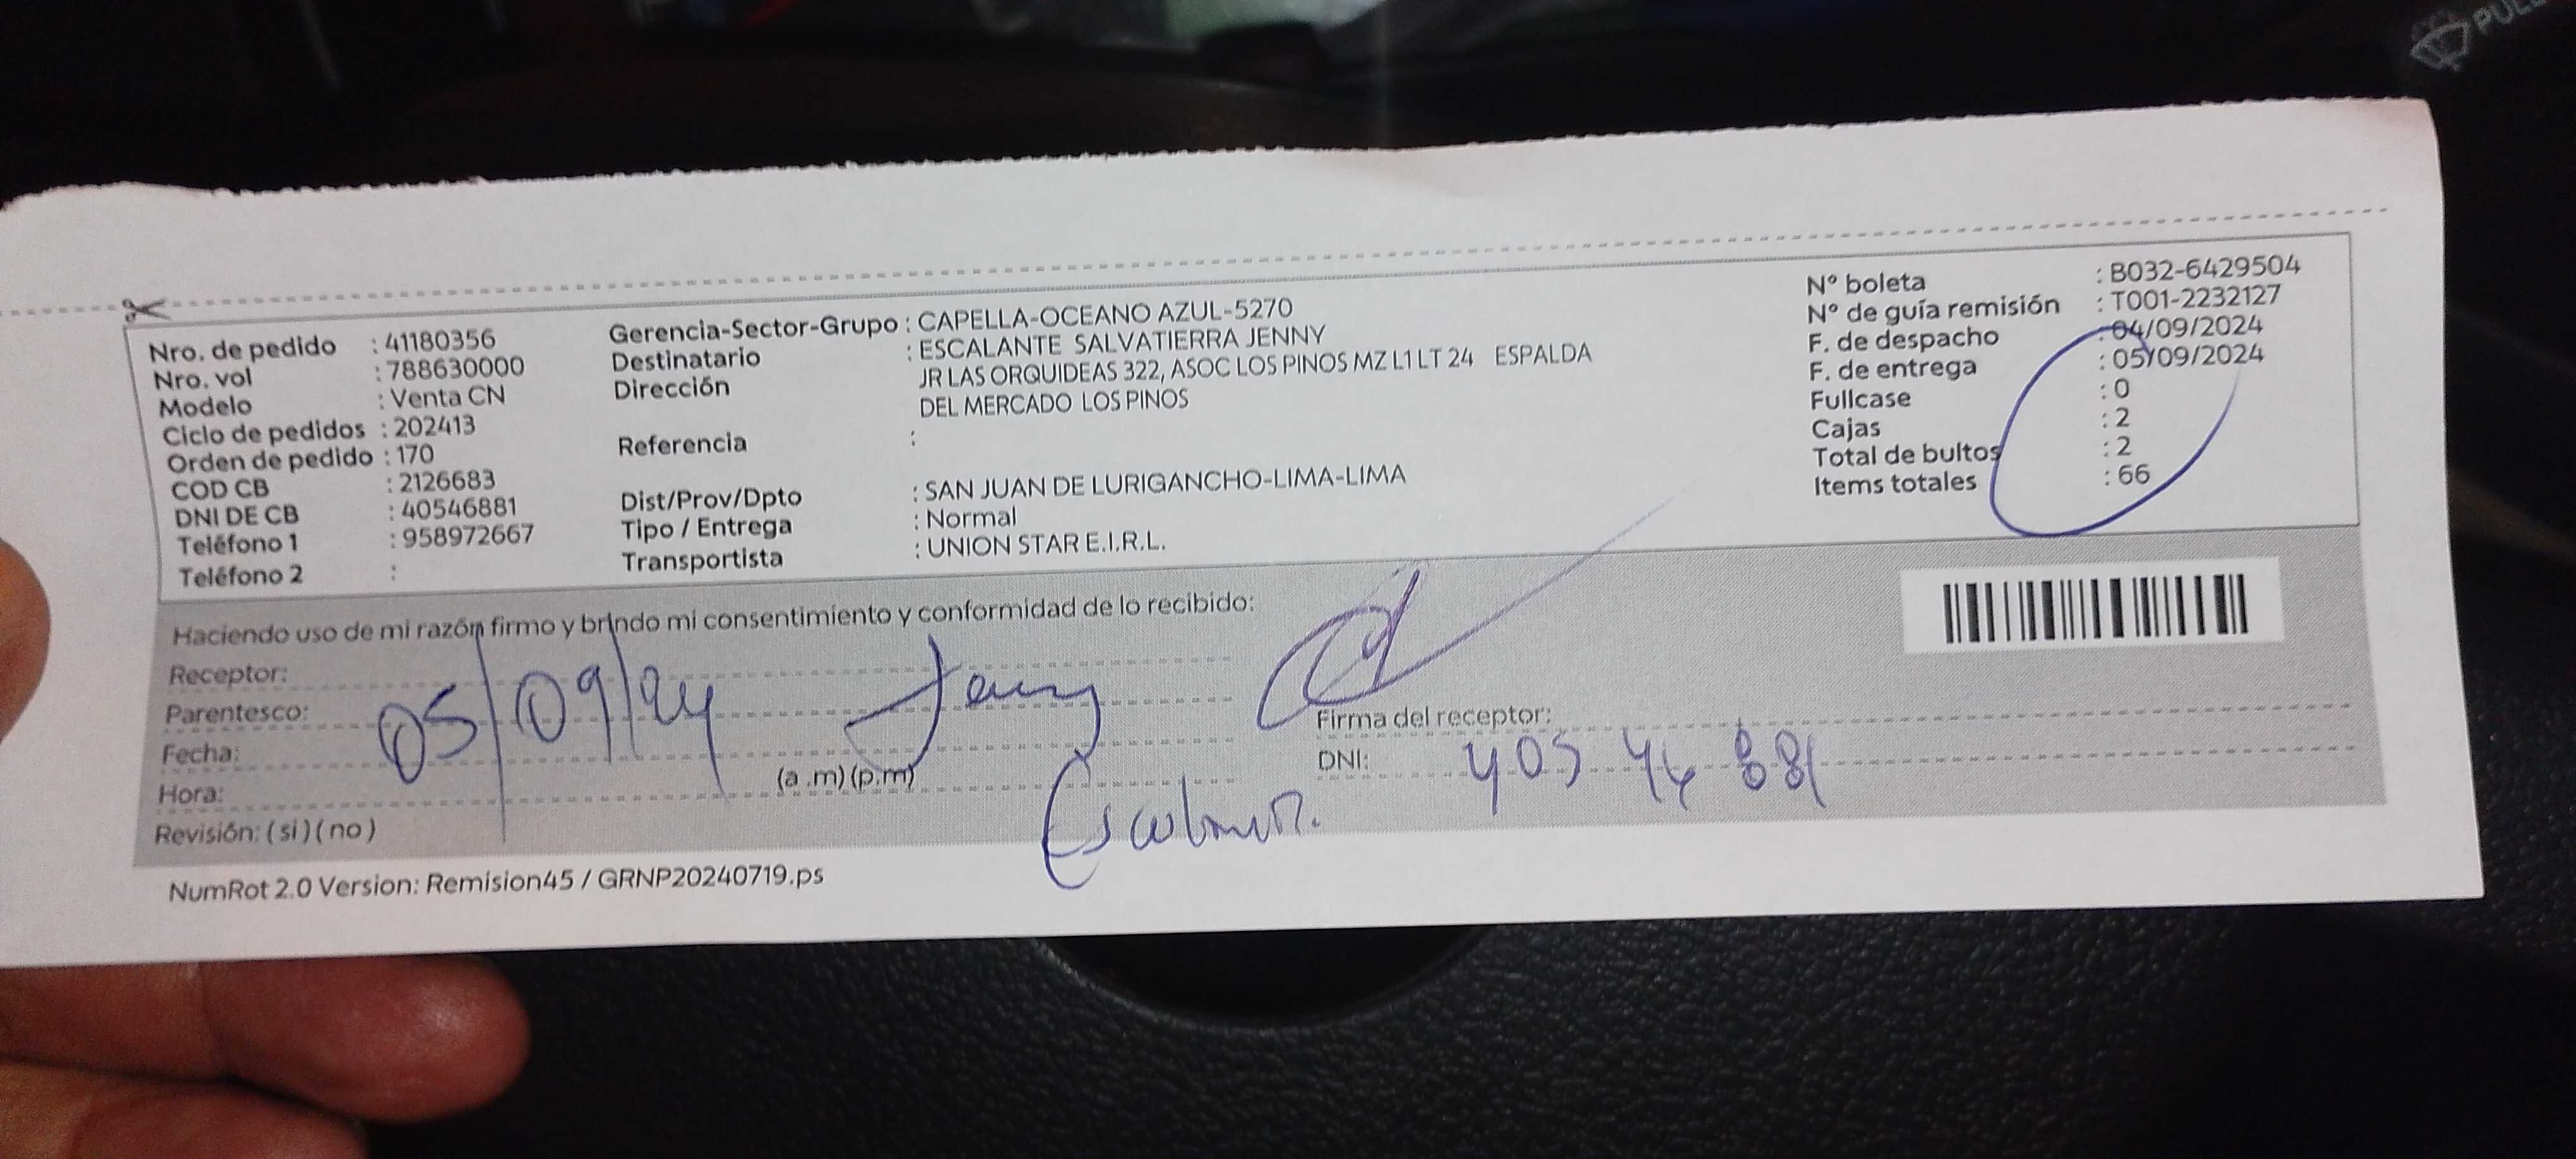 PULS
Nro. de pedido : 41180356
Nro. vol : 788630000
Modelo : Venta CN
Ciclo de pedidos : 202413
Orden de pedido : 170
COD CB : 2126683
DNI DE CB : 40546881
Teléfono 1 : 958972667
Teléfono 2 :
Gerencia-Sector-Grupo : CAPELLA-OCEANO AZUL-5270
Destinatario : ESCALANTE SALVATIERRA JENNY
Dirección JR LAS ORQUIDEAS 322, ASOC LOS PINOS MZ L1 LT 24 ESPALDA
DEL MERCADO LOS PINOS
Referencia :
Dist/Prov/Dpto : SAN JUAN DE LURIGANCHO-LIMA-LIMA
Tipo / Entrega : Normal
Transportista : UNION STAR E.I.R.L.
N° boleta : B032-6429504
N° de guía remisión : T001-2232127
F. de despacho : 04/09/2024
F. de entrega : 05/09/2024
Fullcase : 0
Cajas : 2
Total de bultos : 2
Items totales : 66
Haciendo uso de mi razón firmo y brindo mi consentimiento y conformidad de lo recibido:
Receptor:
Parentesco:
Fecha: 05/09/24 Jenny
Hora: (a .m) (p.m)
Revisión: ( si ) ( no )
Firma del receptor:
DNI: 405 46 881
NumRot 2.0 Version: Remision45 / GRNP20240719.ps